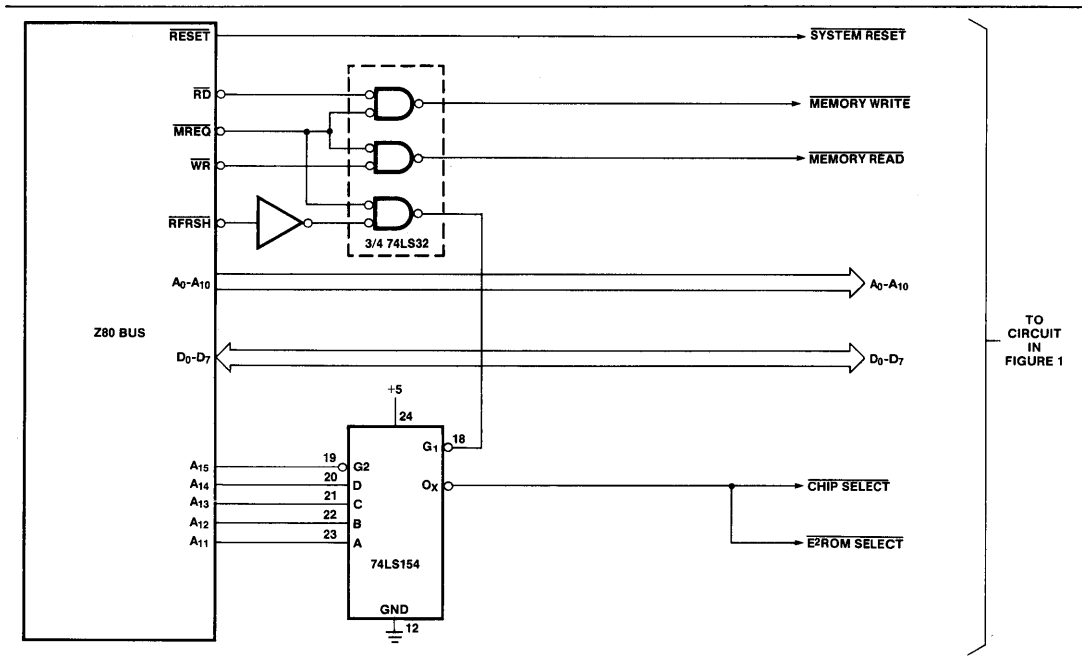 RESET
SYSTEM RESET
RD
MEMORY WRITE
MREQ
WR
MEMORY READ
RFRSH
3/4 74LS32
A0-A10
A0-A10
Z80 BUS
D0-D7
D0-D7
TO
CIRCUIT
IN
FIGURE 1
+5
24
G1
18
A15
19
G2
A14
20
D
OX
CHIP SELECT
A13
21
C
A12
22
B
A11
23
A
E2ROM SELECT
74LS154
GND
12